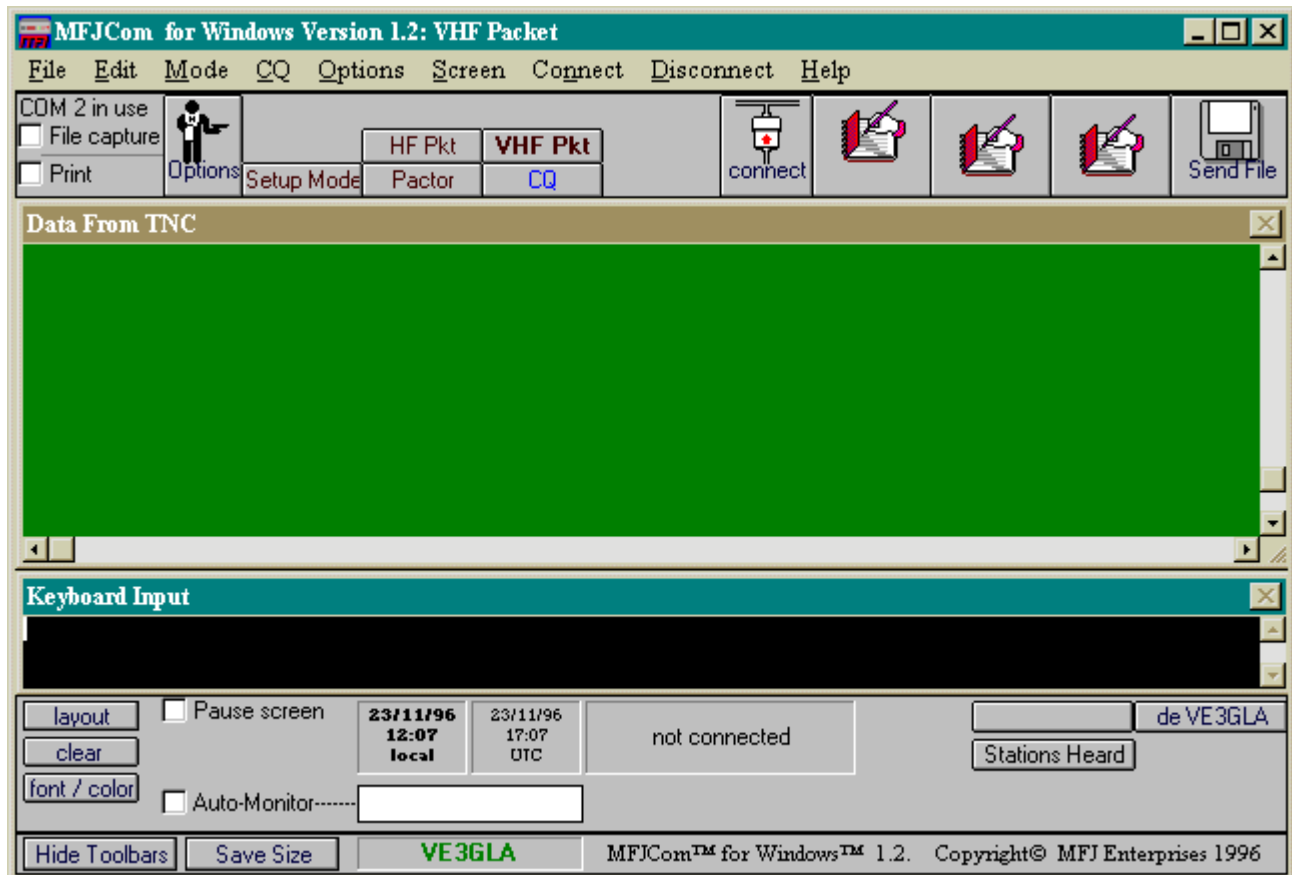 MFJCom for Windows Version 1.2: VHF Packet
File Edit Mode CQ Options Screen Connect Disconnect Help
COM 2 in use
File capture
Print
Options
Setup Mode
HF Pkt
VHF Pkt
Pactor
CQ
connect
Send File
Data From TNC
Keyboard Input
layout
clear
font / color
Pause screen
Auto-Monitor-------
23/11/96
12:07
local
23/11/96
17:07
UTC
not connected
de VE3GLA
Stations Heard
Hide Toolbars
Save Size
VE3GLA
MFJCom™ for Windows™ 1.2. Copyright© MFJ Enterprises 1996